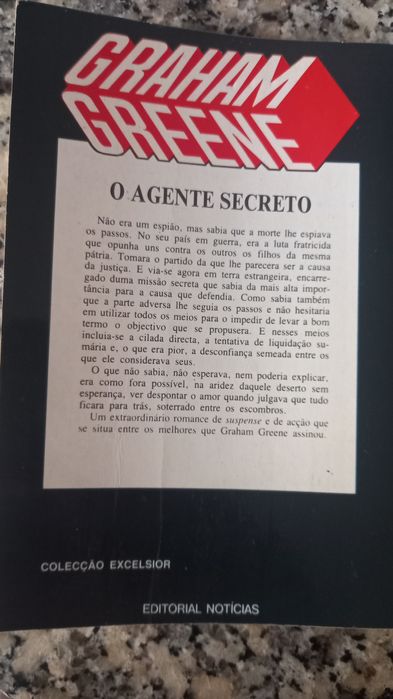 GRAHAM
GREENE
O AGENTE SECRETO
Não era um espião, mas sabia que a morte lhe espiava
os passos. No seu país em guerra, era a luta fratricida
que opunha uns contra os outros os filhos da mesma
pátria. Tomara o partido da que lhe parecera ser a causa
da justiça. E via-se agora em terra estrangeira, encarre-
gado duma missão secreta que sabia da mais alta impor-
tância para a causa que defendia. Como sabia também
que a parte adversa lhe seguia os passos e não hesitaria
em utilizar todos os meios para o impedir de levar a bom
termo o objectivo que se propusera. E nesses meios
incluia-se a cilada directa, a tentativa de liquidação su-
mária e, o que era pior, a desconfiança semeada entre os
que ele considerava seus.
O que não sabia, não esperava, nem poderia explicar,
era como fora possível, na aridez daquele deserto sem
esperança, ver despontar o amor quando julgava que tudo
ficara para trás, soterrado entre os escombros.
Um extraordinário romance de suspense e de acção que
se situa entre os melhores que Graham Greene assinou.
COLECÇÃO EXCELSIOR
EDITORIAL NOTÍCIAS